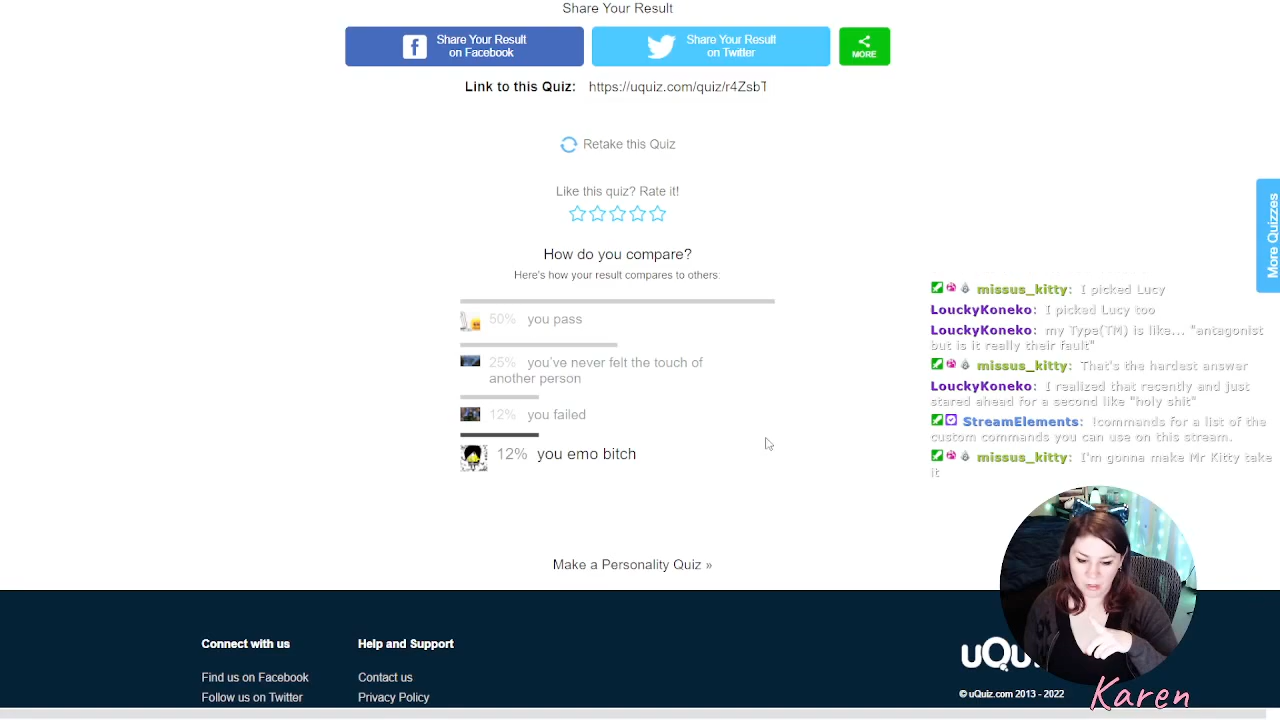 Share Your Result
Share Your Result
on Facebook
Share Your Result
on Twitter
MORE
Link to this Quiz: https://uquiz.com/quiz/r4ZsbT
Retake this Quiz
Like this quiz? Rate it!
How do you compare?
Here's how your result compares to others:
50% you pass
25% you've never felt the touch of
another person
12% you failed
12% you emo bitch
Make a Personality Quiz »
More Quizzes
missus_kitty: I picked Lucy
LouckyKoneko: I picked Lucy too
LouckyKoneko: my Type(TM) is like... "antagonist
but is it really their fault"
missus_kitty: That's the hardest answer
LouckyKoneko: I realized that recently and just
stared ahead for a second like "holy shit"
StreamElements: !commands for a list of the
custom commands you can use on this stream.
missus_kitty: I'm gonna make Mr Kitty take
it
Connect with us
Find us on Facebook
Follow us on Twitter
Help and Support
Contact us
Privacy Policy
© uQuiz.com 2013 - 2022
Karen